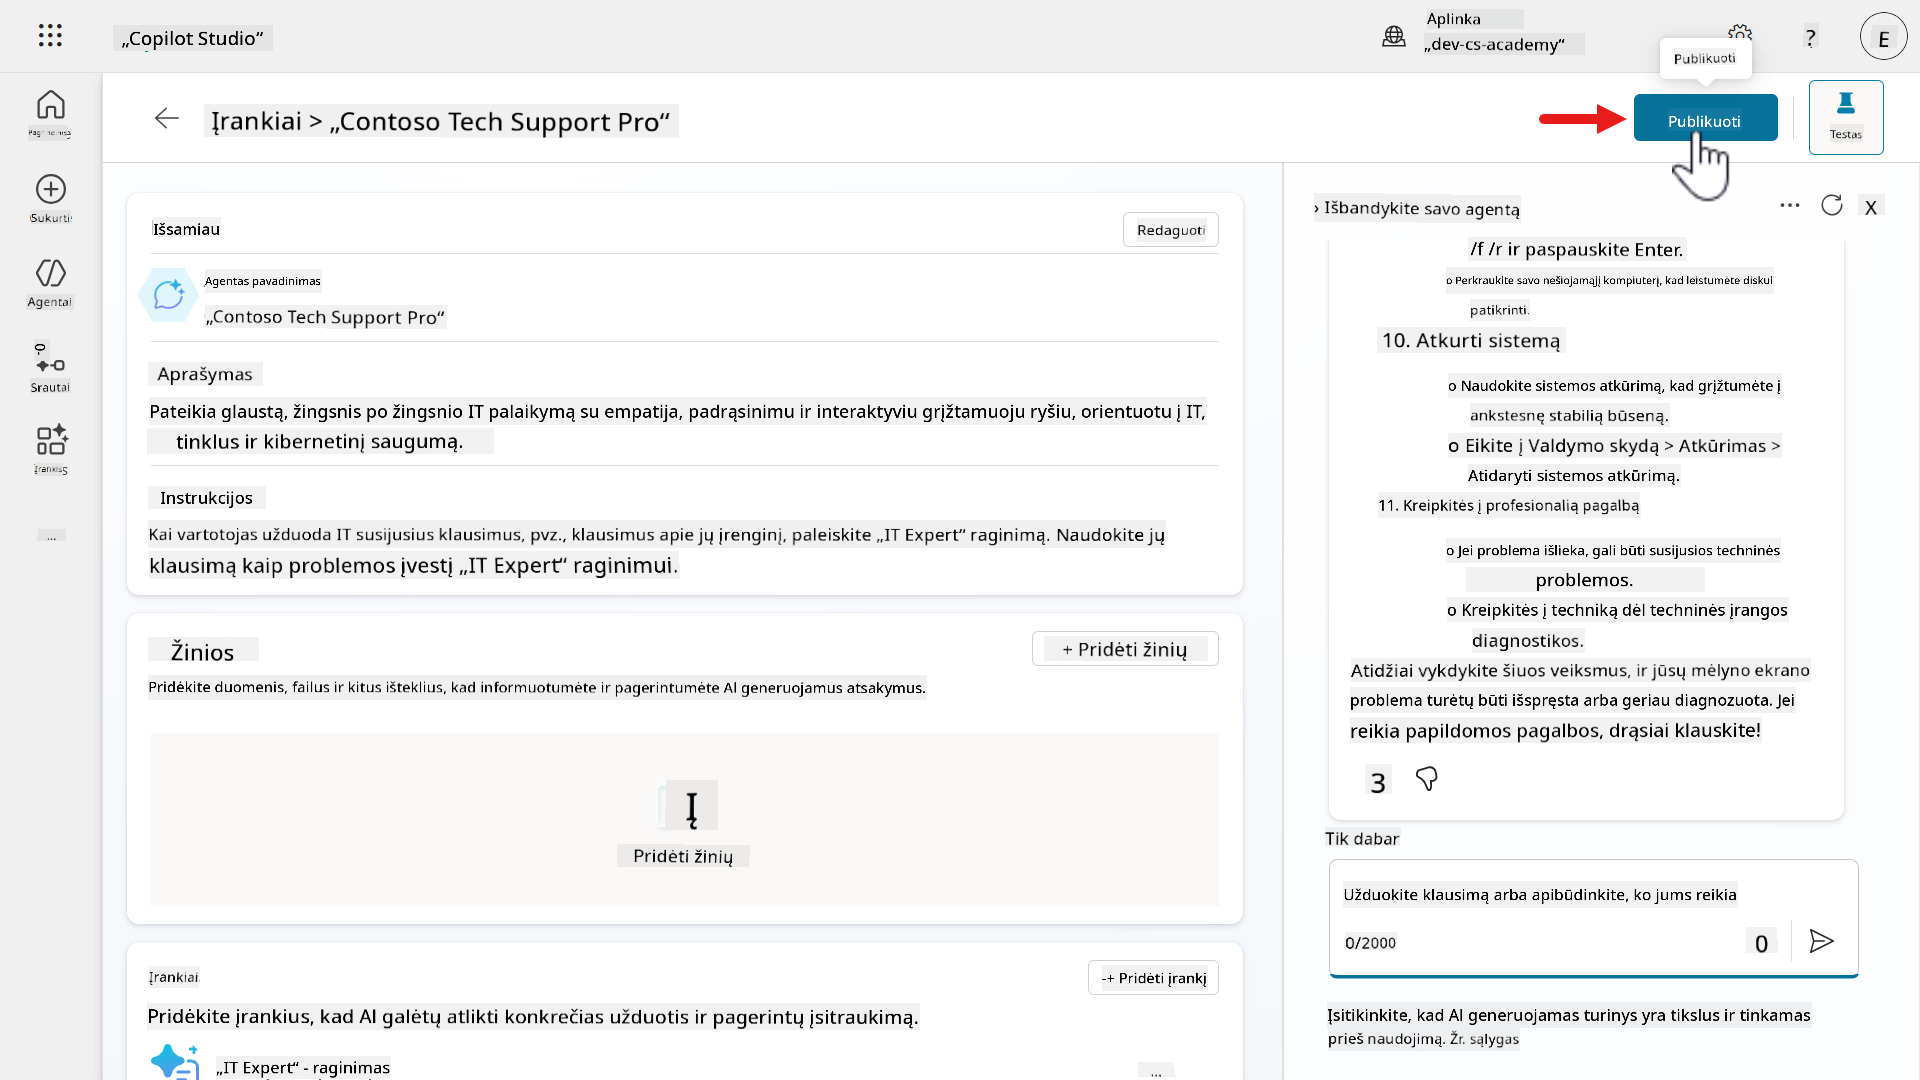 „Copilot Studio“
Aplinka
„dev-cs-academy“
?
E
Publikuoti
Įrankiai > „Contoso Tech Support Pro“
Publikuoti
Testas
Sukurti
Agentai
Srautai
Įrankis
...
Išsamiau
Redaguoti
Agentas pavadinimas
„Contoso Tech Support Pro“
Aprašymas
Pateikia glaustą, žingsnis po žingsnio IT palaikymą su empatija, padrąsinimu ir interaktyviu grįžtamuoju ryšiu, orientuotu į IT,
tinklus ir kibernetinį saugumą.
Instrukcijos
Kai vartotojas užduoda IT susijusius klausimus, pvz., klausimus apie jų įrenginį, paleiskite „IT Expert“ raginimą. Naudokite jų
klausimą kaip problemos įvestį „IT Expert“ raginimui.
Žinios
+ Pridėti žinių
Pridėkite duomenis, failus ir kitus išteklius, kad informuotumėte ir pagerintumėte AI generuojamus atsakymus.
Į
Pridėti žinių
Įrankiai
-+ Pridėti įrankį
Pridėkite įrankius, kad AI galėtų atlikti konkrečias užduotis ir pagerintų įsitraukimą.
„IT Expert“ - raginimas
...
› Išbandykite savo agentą
X
/f /r ir paspauskite Enter.
o Perkraukite savo nešiojamąjį kompiuterį, kad leistumėte diskui
patikrinti.
10. Atkurti sistemą
o Naudokite sistemos atkūrimą, kad grįžtumėte į
ankstesnę stabilią būseną.
o Eikite į Valdymo skydą > Atkūrimas >
Atidaryti sistemos atkūrimą.
11. Kreipkitės į profesionalią pagalbą
o Jei problema išlieka, gali būti susijusios techninės
problemos.
o Kreipkitės į techniką dėl techninės įrangos
diagnostikos.
Atidžiai vykdykite šiuos veiksmus, ir jūsų mėlyno ekrano
problema turėtų būti išspręsta arba geriau diagnozuota. Jei
reikia papildomos pagalbos, drąsiai klauskite!
3
Tik dabar
Užduokite klausimą arba apibūdinkite, ko jums reikia
0/2000
0
Įsitikinkite, kad AI generuojamas turinys yra tikslus ir tinkamas
prieš naudojimą. Žr. sąlygas